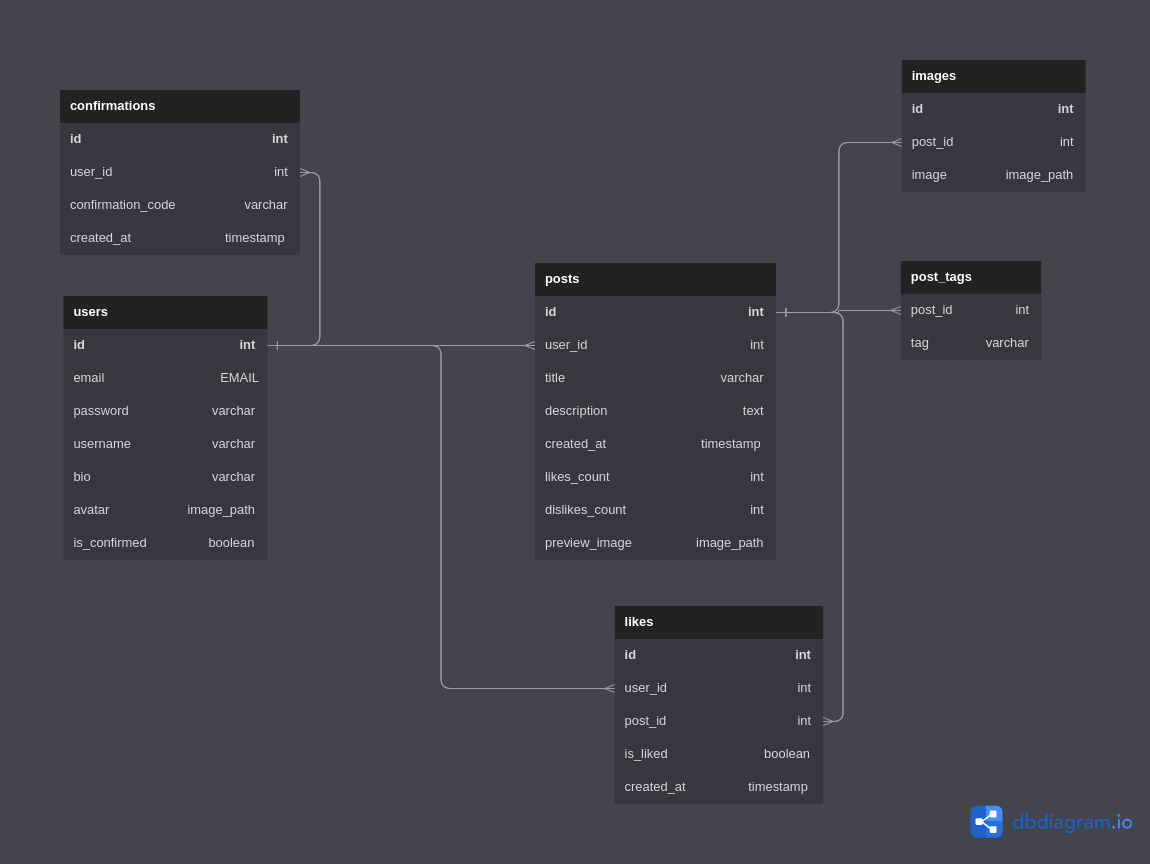 confirmations
id int
user_id int
confirmation_code varchar
created_at timestamp
users
id int
email EMAIL
password varchar
username varchar
bio varchar
avatar image_path
is_confirmed boolean
posts
id int
user_id int
title varchar
description text
created_at timestamp
likes_count int
dislikes_count int
preview_image image_path
likes
id int
user_id int
post_id int
is_liked boolean
created_at timestamp
images
id int
post_id int
image image_path
post_tags
post_id int
tag varchar
dbdiagram.io